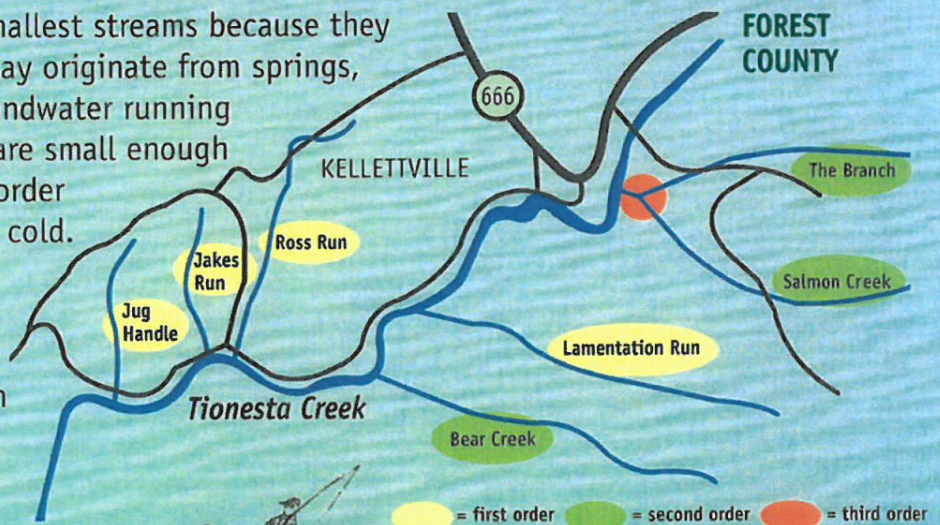 mallest streams because they
ay originate from springs,
ndwater running
are small enough
order
cold.
FOREST
COUNTY
666
KELLETTVILLE
The Branch
Ross Run
Jakes
Run
Salmon Creek
Jug
Handle
Lamentation Run
Tionesta Creek
Bear Creek
= first order
= second order
= third order